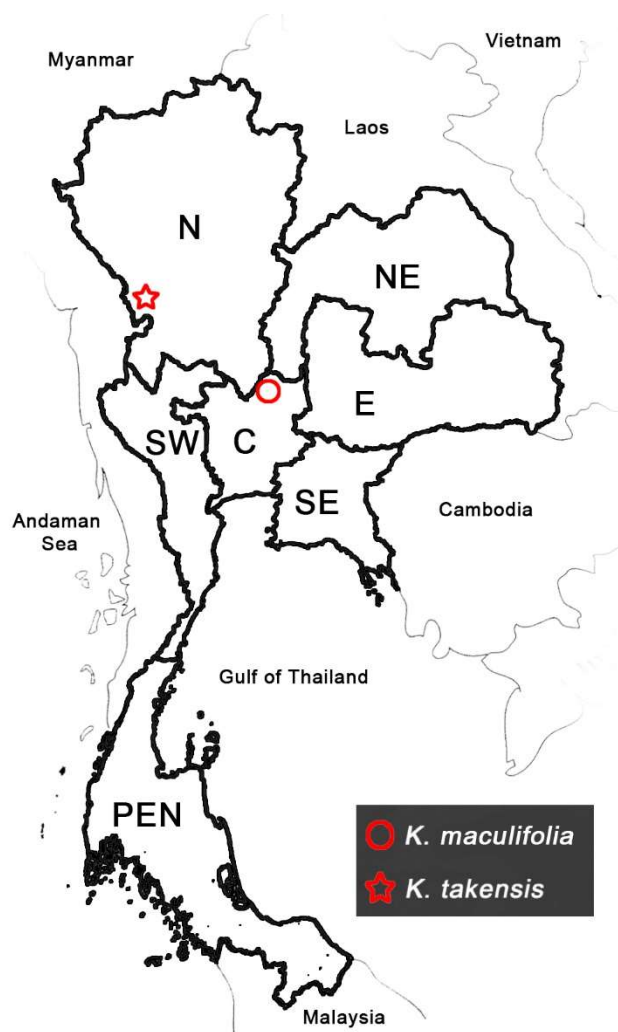 Vietnam
Myanmar
Laos
N
NE
E
SW
C
SE
Cambodia
Andaman
Sea
Gulf of Thailand
PEN
K. maculifolia
K. takensis
Malaysia